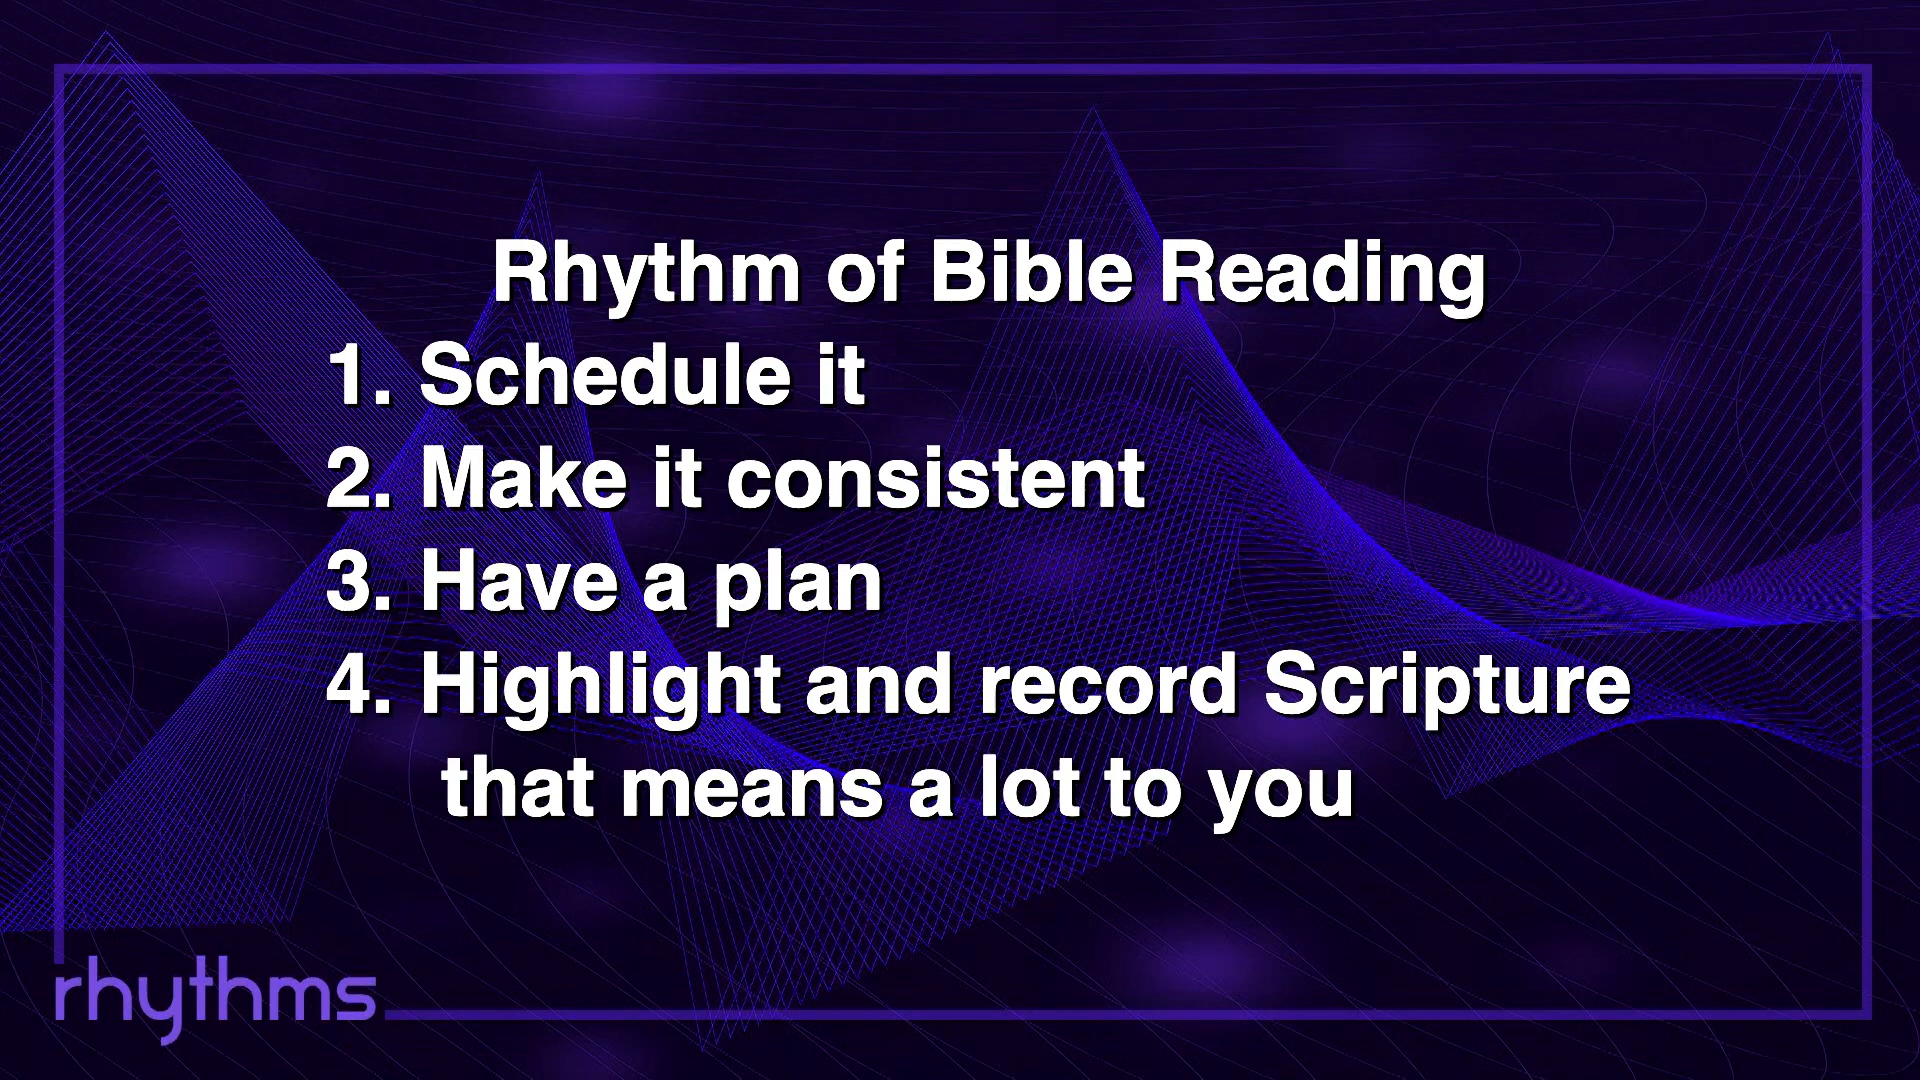 Rhythm of Bible Reading
1. Schedule it
2. Make it consistent
3. Have a plan
4. Highlight and record Scripture
that means a lot to you
rhythms